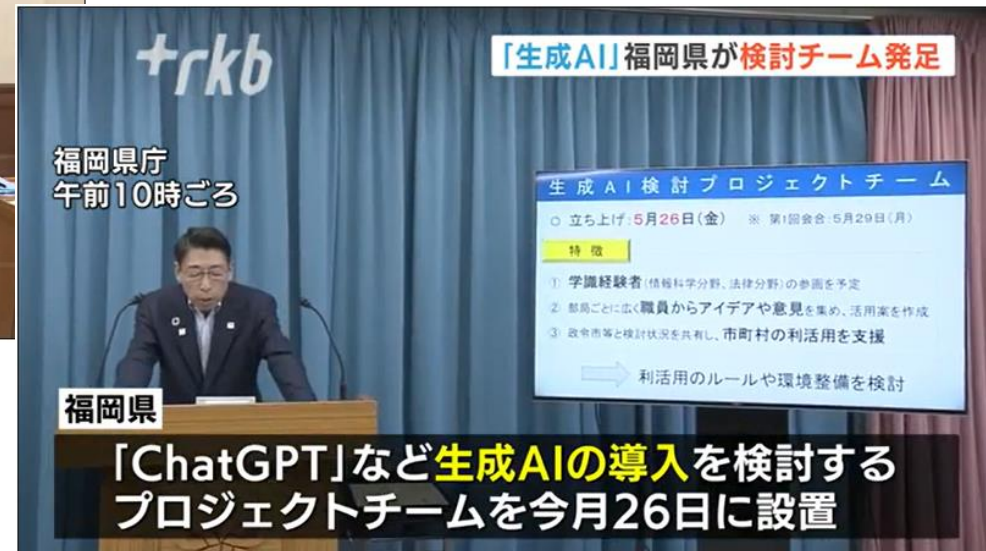 +rkb
「生成AI」福岡県が検討チーム発足
福岡県庁
午前10時ごろ
生成AI検討プロジェクトチーム
○ 立ち上げ:5月26日(金) ※ 第1回会合:5月29日(月)
特徴
① 学識経験者(情報科学分野、法律分野)の参画を予定
② 部局ごとに広く職員からアイデアや意見を集め、活用案を作成
③ 政令市等と検討状況を共有し、市町村の利活用を支援
利活用のルールや環境整備を検討
福岡県
「ChatGPT」など生成AIの導入を検討する
プロジェクトチームを今月26日に設置